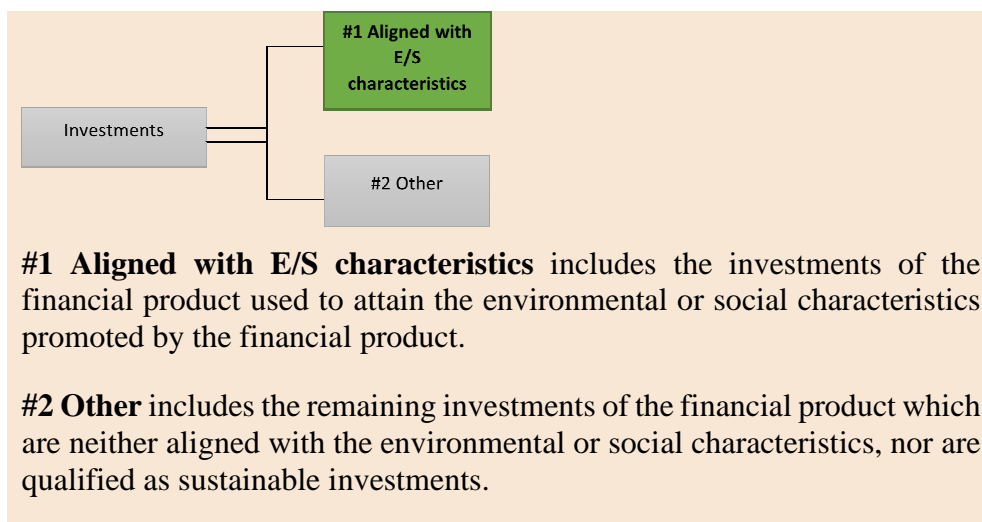 #1 Aligned with
E/S
characteristics
Investments
#2 Other
#1 Aligned with E/S characteristics includes the investments of the
financial product used to attain the environmental or social characteristics
promoted by the financial product.
#2 Other includes the remaining investments of the financial product which
are neither aligned with the environmental or social characteristics, nor are
qualified as sustainable investments.